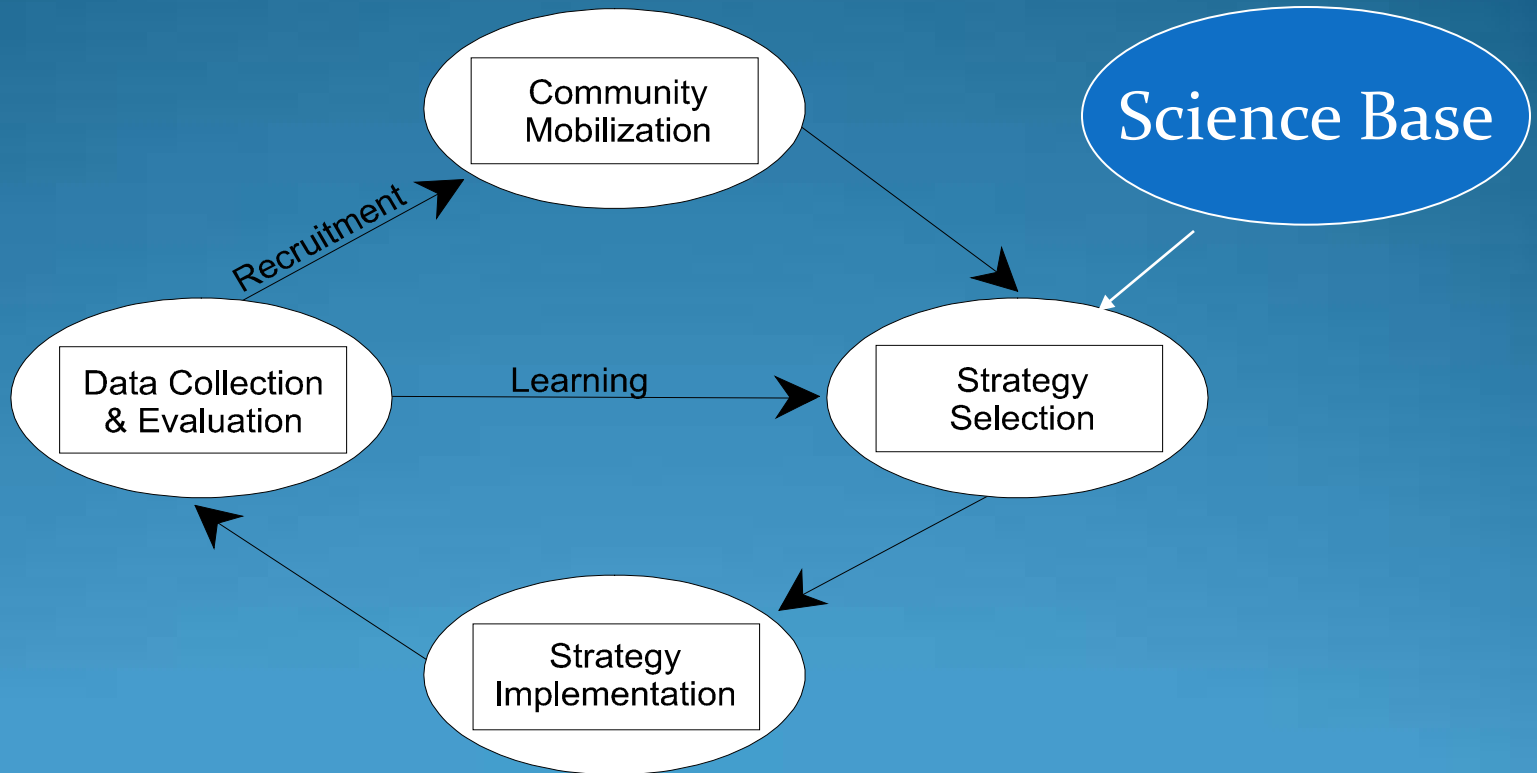 Community
Mobilization
Science Base
Recruitment
Data Collection
& Evaluation
Learning
Strategy
Selection
Strategy
Implementation